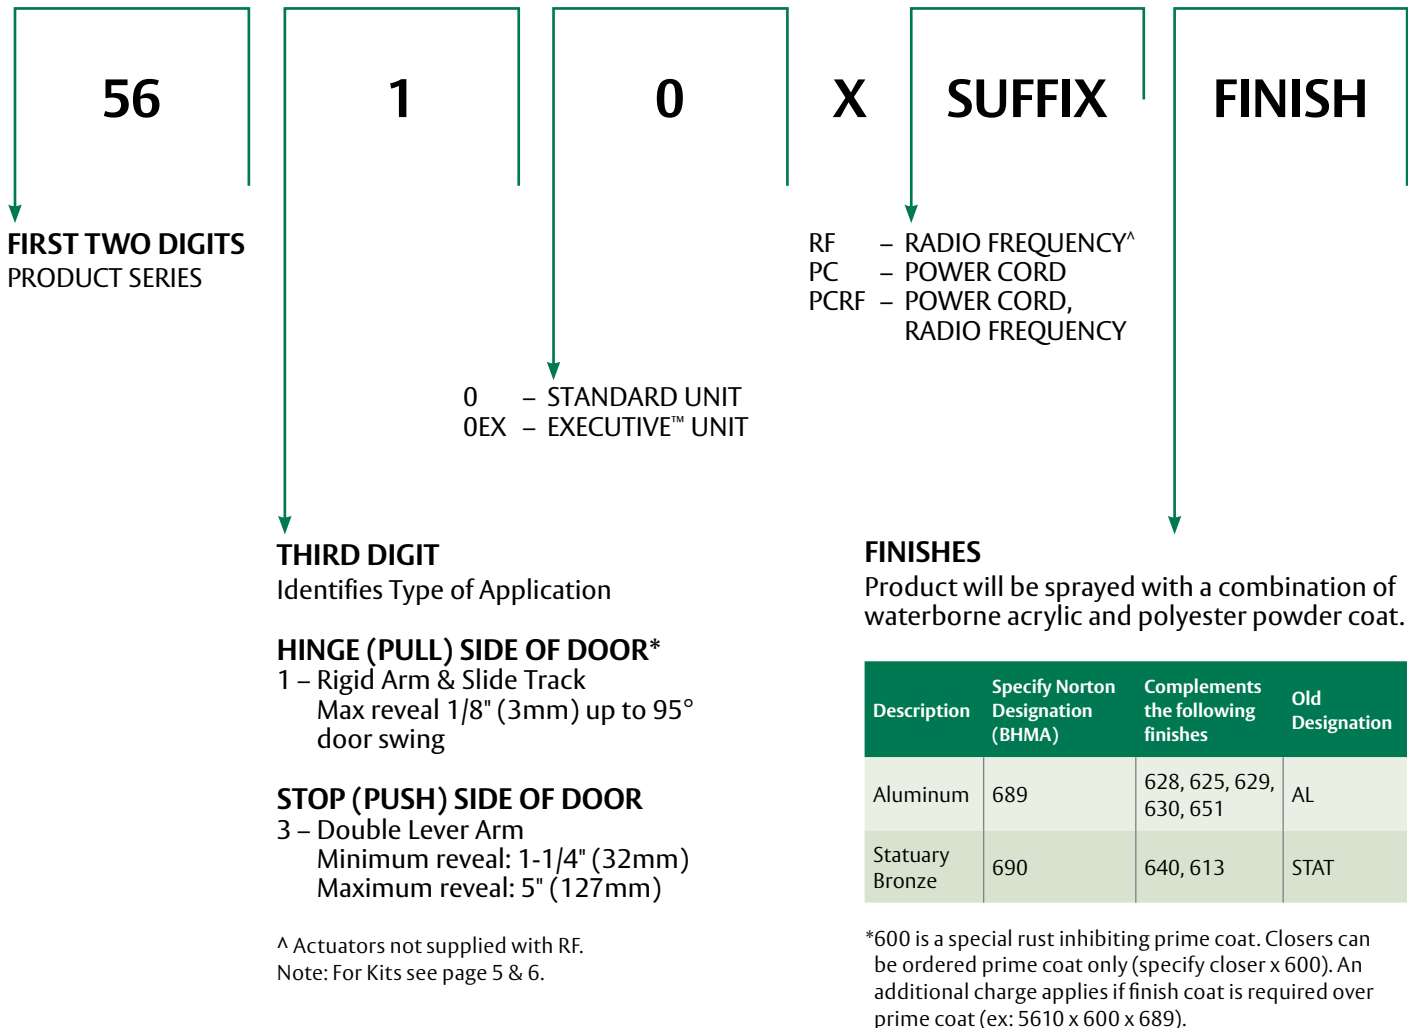 56 1 0 X SUFFIX FINISH
FIRST TWO DIGITS
PRODUCT SERIES
RF – RADIO FREQUENCY^
PC – POWER CORD
PCRF – POWER CORD,
RADIO FREQUENCY
0 – STANDARD UNIT
0EX – EXECUTIVE™ UNIT
THIRD DIGIT
Identifies Type of Application
HINGE (PULL) SIDE OF DOOR*
1 – Rigid Arm & Slide Track
Max reveal 1/8" (3mm) up to 95°
door swing
STOP (PUSH) SIDE OF DOOR
3 – Double Lever Arm
Minimum reveal: 1-1/4" (32mm)
Maximum reveal: 5" (127mm)
^ Actuators not supplied with RF.
Note: For Kits see page 5 & 6.
FINISHES
Product will be sprayed with a combination of
waterborne acrylic and polyester powder coat.
Description
Specify Norton
Designation
(BHMA)
Complements
the following
finishes
Old
Designation
Aluminum
689
628, 625, 629,
630, 651
AL
Statuary
Bronze
690
640, 613
STAT
*600 is a special rust inhibiting prime coat. Closers can
be ordered prime coat only (specify closer x 600). An
additional charge applies if finish coat is required over
prime coat (ex: 5610 x 600 x 689).